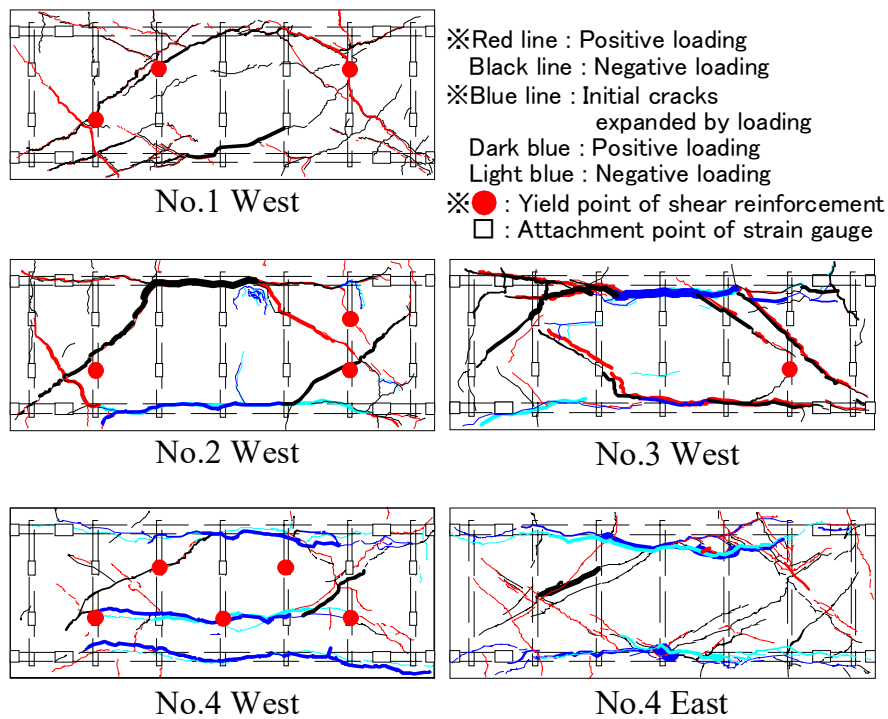 ※Red line : Positive loading
Black line : Negative loading
※Blue line : Initial cracks
expanded by loading
Dark blue : Positive loading
Light blue : Negative loading
※ : Yield point of shear reinforcement
: Attachment point of strain gauge
No.1 West
No.2 West
No.3 West
No.4 West
No.4 East